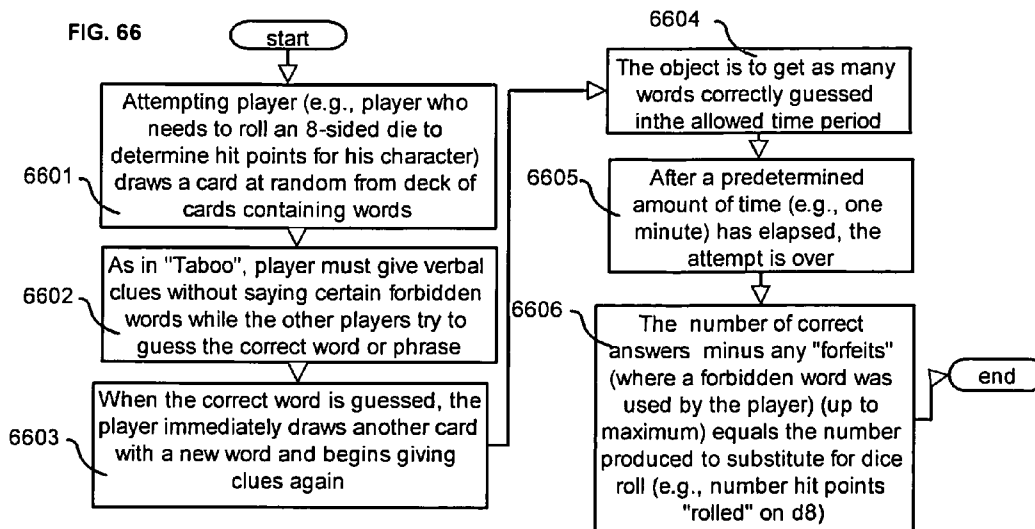 FIG. 66
start
6601
Attempting player (e.g., player who
needs to roll an 8-sided die to
determine hit points for his character)
draws a card at random from deck of
cards containing words
6602
As in "Taboo", player must give verbal
clues without saying certain forbidden
words while the other players try to
guess the correct word or phrase
6603
When the correct word is guessed, the
player immediately draws another card
with a new word and begins giving
clues again
6604
The object is to get as many
words correctly guessed
inthe allowed time period
6605
After a predetermined
amount of time (e.g., one
minute) has elapsed, the
attempt is over
6606
The number of correct
answers minus any "forfeits"
(where a forbidden word was
used by the player) (up to
maximum) equals the number
produced to substitute for dice
roll (e.g., number hit points
"rolled" on d8)
end